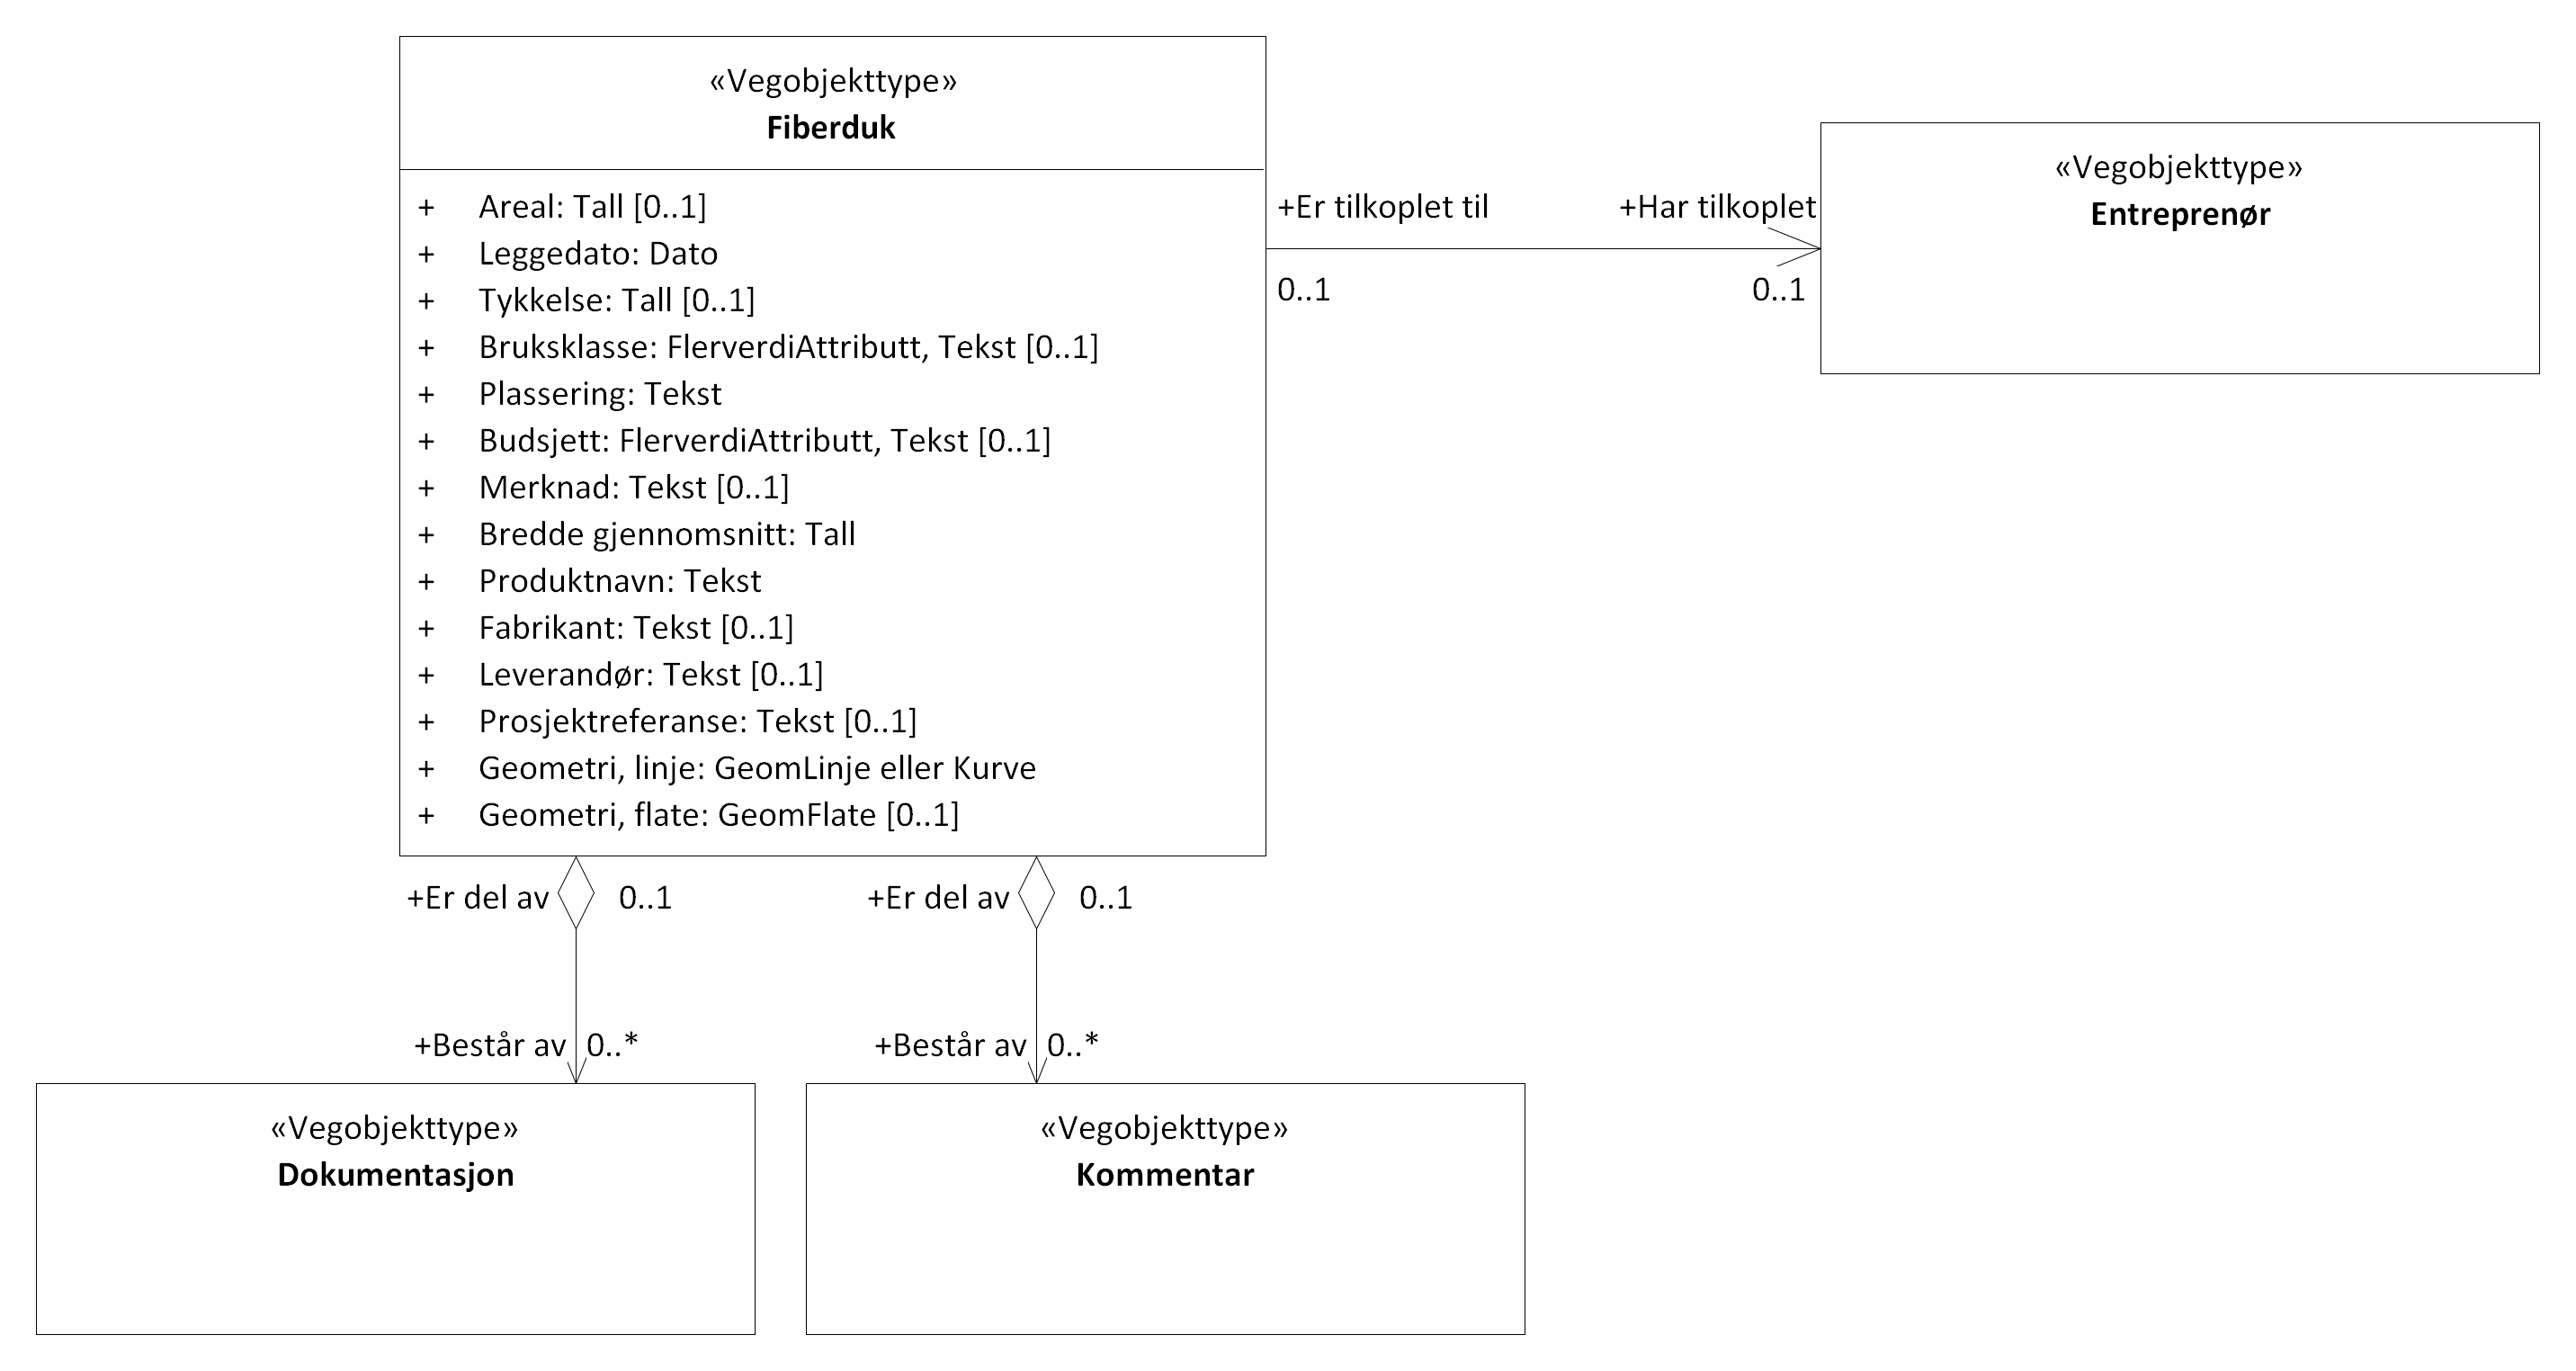 «Vegobjekttype»
Fiberduk
+ Areal: Tall [0..1]
+ Leggedato: Dato
+ Tykkelse: Tall [0..1]
+ Bruksklasse: FlerverdiAttributt, Tekst [0..1]
+ Plassering: Tekst
+ Budsjett: FlerverdiAttributt, Tekst [0..1]
+ Merknad: Tekst [0..1]
+ Bredde gjennomsnitt: Tall
+ Produktnavn: Tekst
+ Fabrikant: Tekst [0..1]
+ Leverandør: Tekst [0..1]
+ Prosjektreferanse: Tekst [0..1]
+ Geometri, linje: GeomLinje eller Kurve
+ Geometri, flate: GeomFlate [0..1]
+Er tilkoplet til
+Har tilkoplet
0..1
0..1
«Vegobjekttype»
Entreprenør
+Er del av 0..1
+Er del av 0..1
+Består av 0..*
+Består av 0..*
«Vegobjekttype»
Dokumentasjon
«Vegobjekttype»
Kommentar